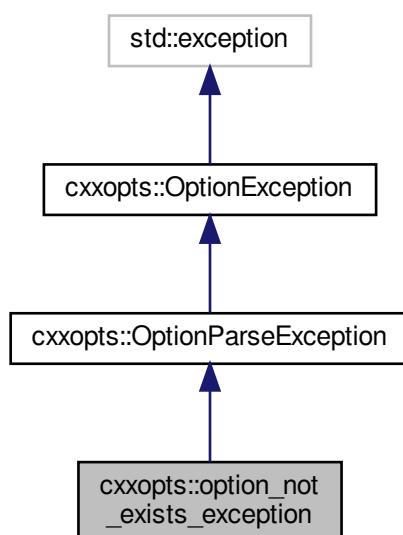 std::exception
cxxopts::OptionException
cxxopts::OptionParseException
cxxopts::option_not
_exists_exception